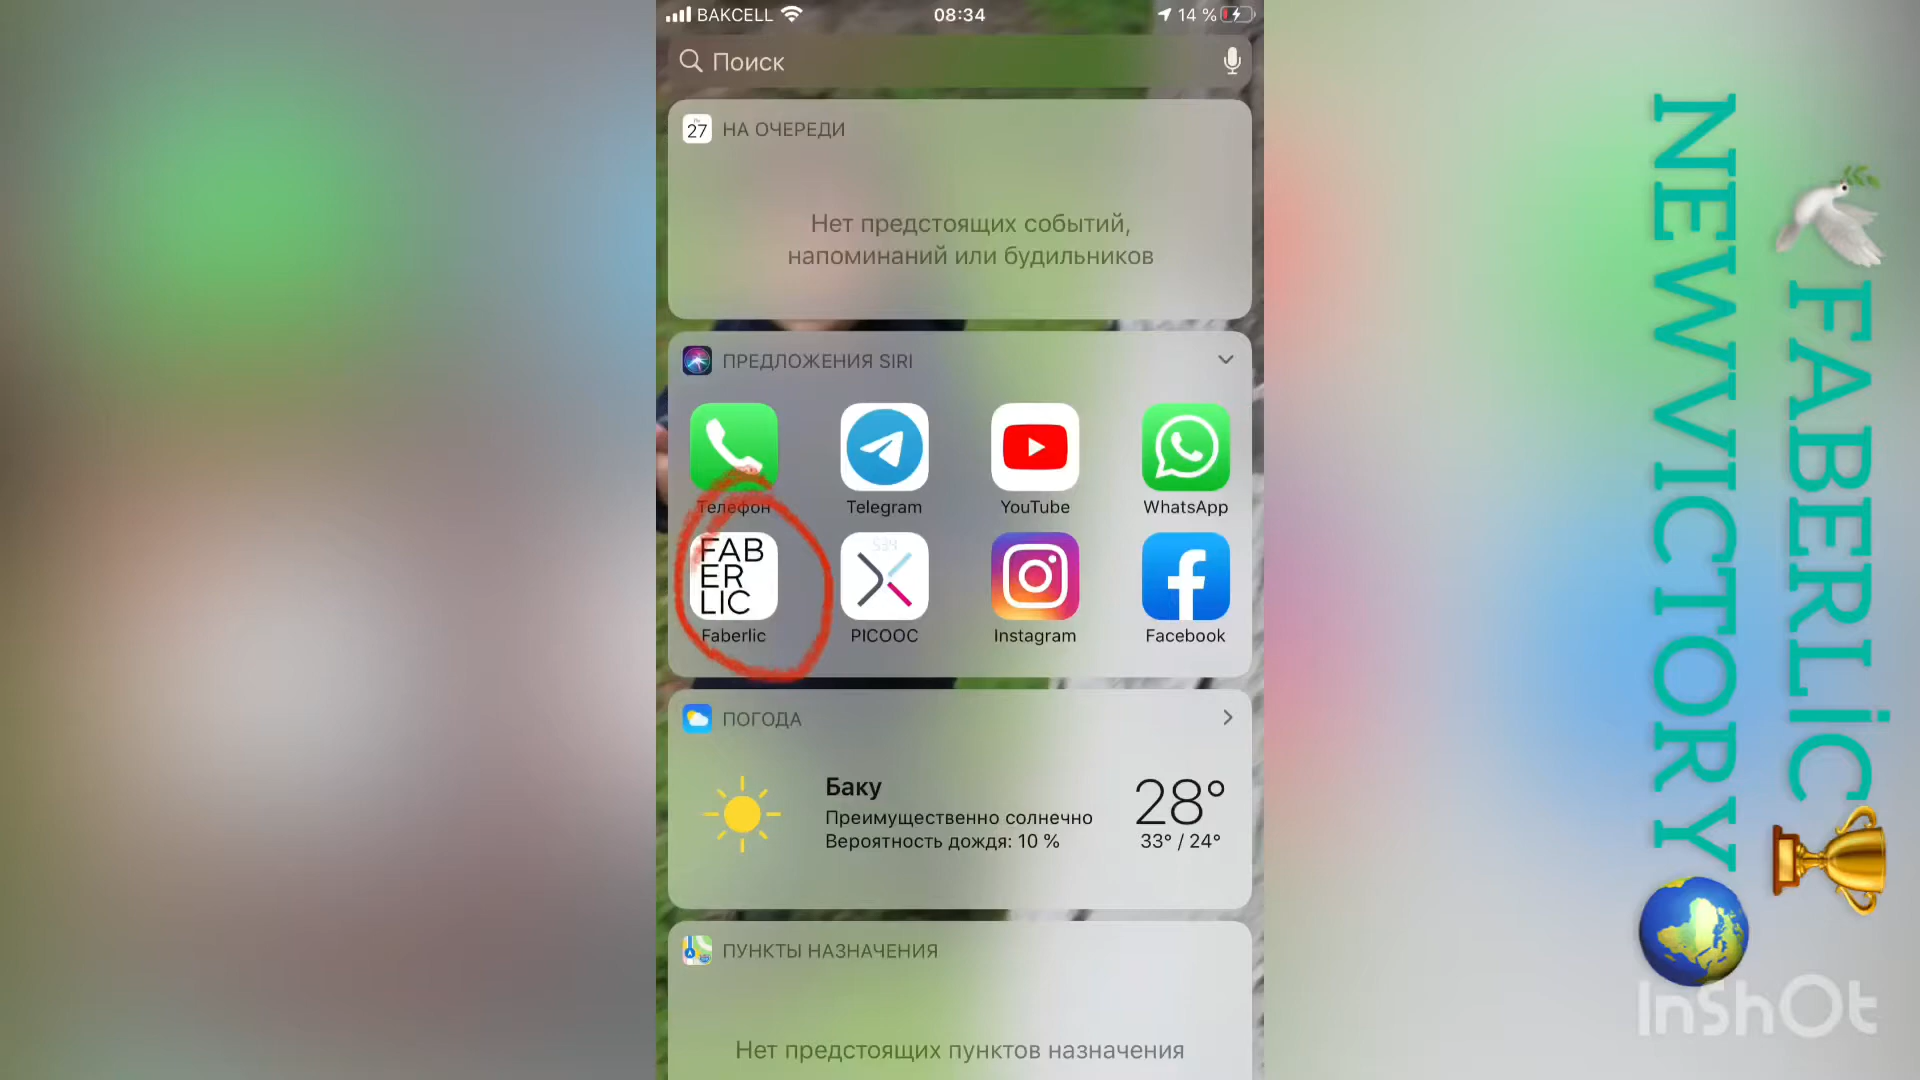 BAKCELL
08:34
14 %
Поиск
27
НА ОЧЕРЕДИ
Нет предстоящих событий,
напоминаний или будильников
ПРЕДЛОЖЕНИЯ SIRI
Телефон
Telegram
YouTube
WhatsApp
FAB
ER
LIC
Faberlic
PICOOC
Instagram
Facebook
ПОГОДА
Баку
Преимущественно солнечно
Вероятность дождя: 10 %
28°
33° / 24°
ПУНКТЫ НАЗНАЧЕНИЯ
Нет предстоящих пунктов назначения
FABERLiC
NEWVICTORY
InShOt